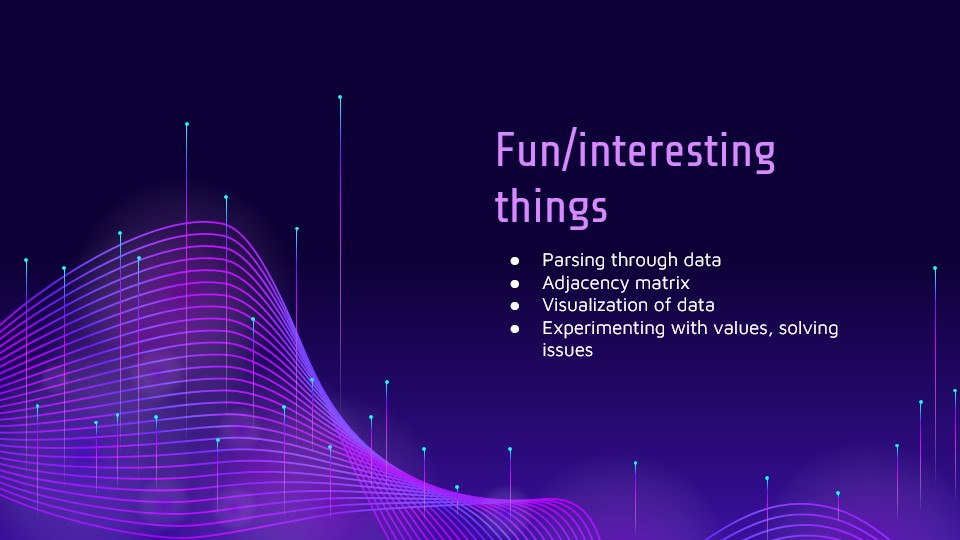 Fun/interesting
things
● Parsing through data
● Adjacency matrix
● Visualization of data
● Experimenting with values, solving
issues